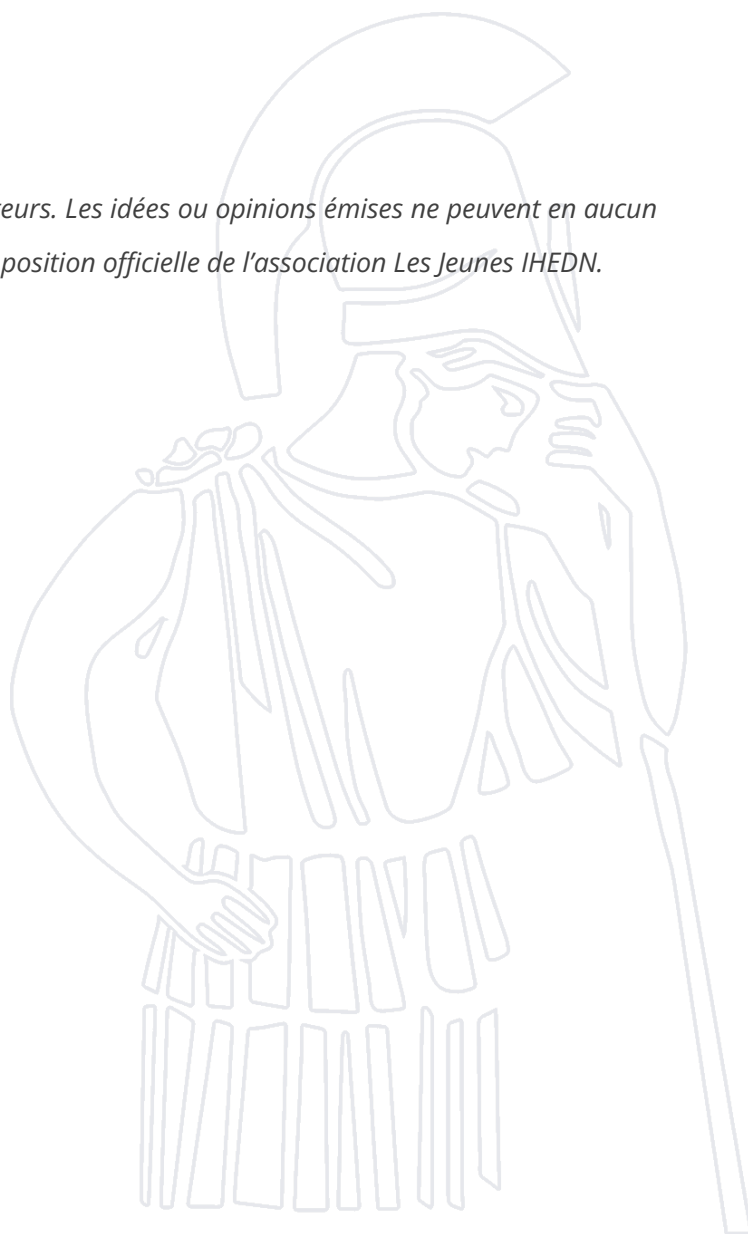 eurs. Les idées ou opinions émises ne peuvent en aucun
position officielle de l'association Les Jeunes IHEDN.